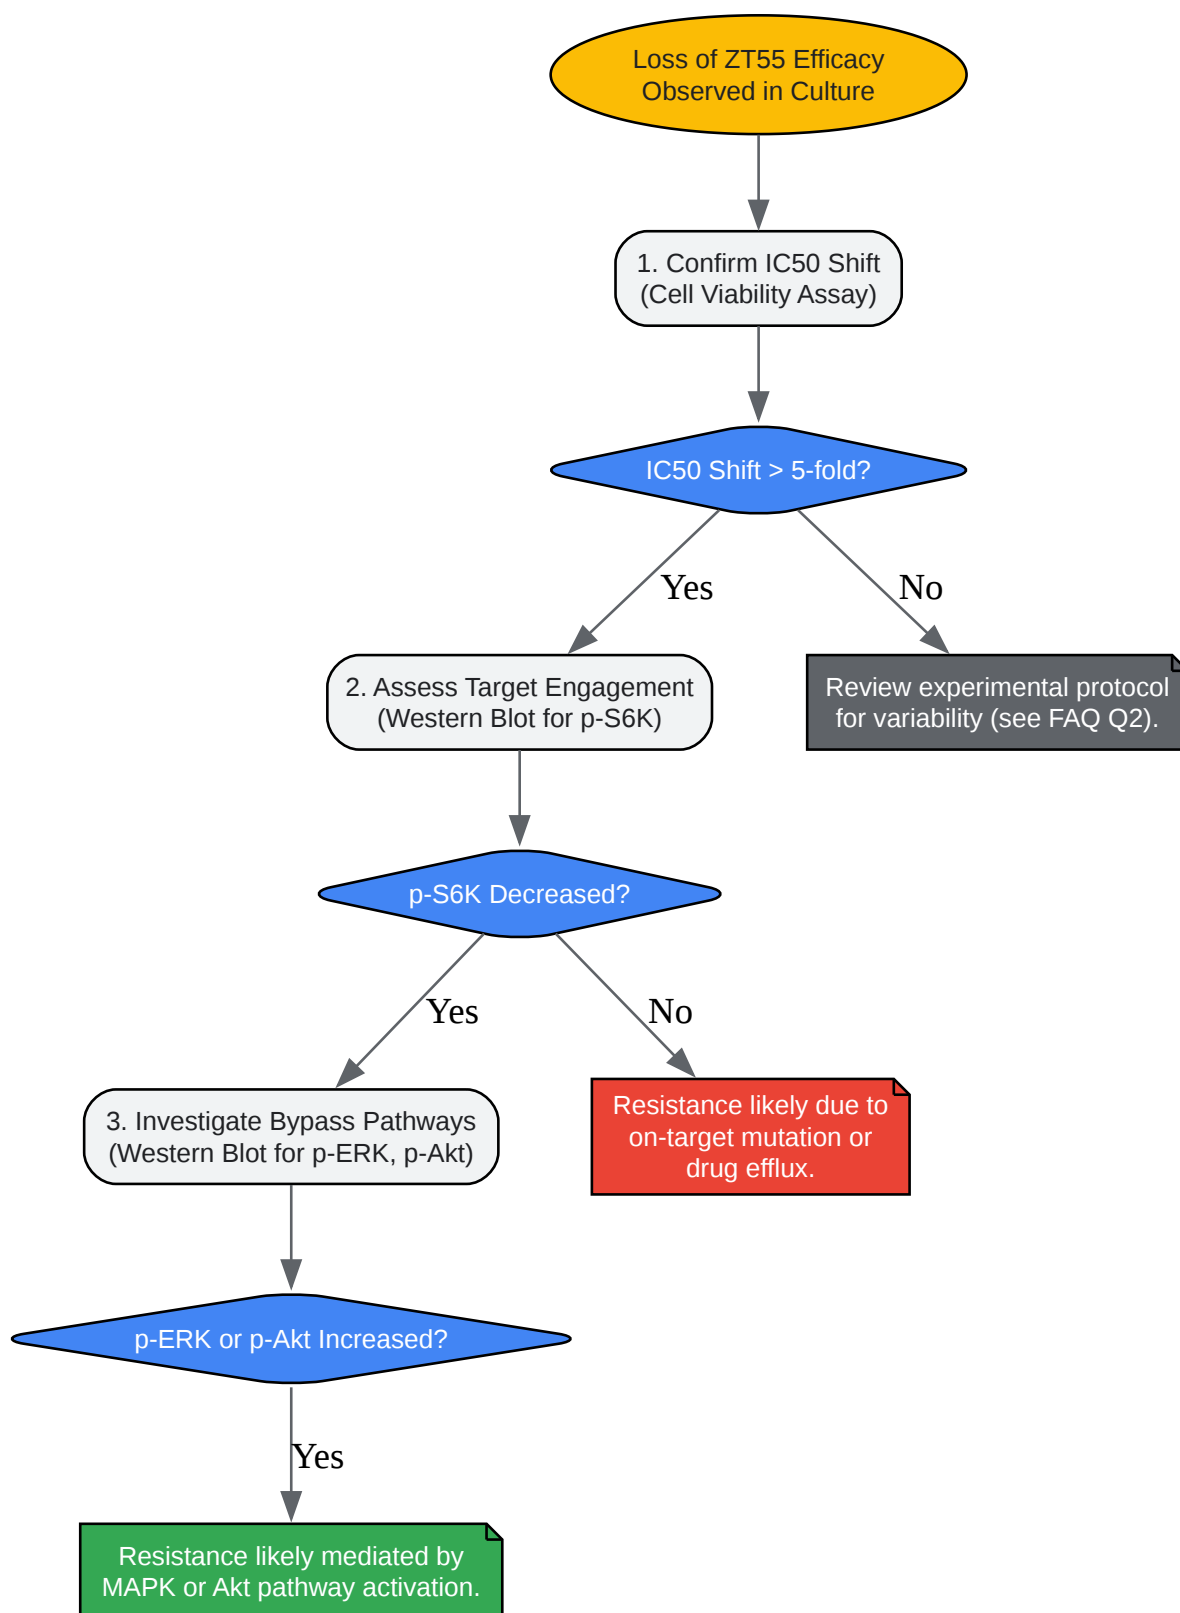 Loss of ZT55 Efficacy
Observed in Culture
1. Confirm IC50 Shift
(Cell Viability Assay)
IC50 Shift > 5-fold?
Yes
No
2. Assess Target Engagement
(Western Blot for p-S6K)
Review experimental protocol
for variability (see FAQ Q2).
p-S6K Decreased?
Yes
No
3. Investigate Bypass Pathways
(Western Blot for p-ERK, p-Akt)
Resistance likely due to
on-target mutation or
drug efflux.
p-ERK or p-Akt Increased?
Yes
Resistance likely mediated by
MAPK or Akt pathway activation.